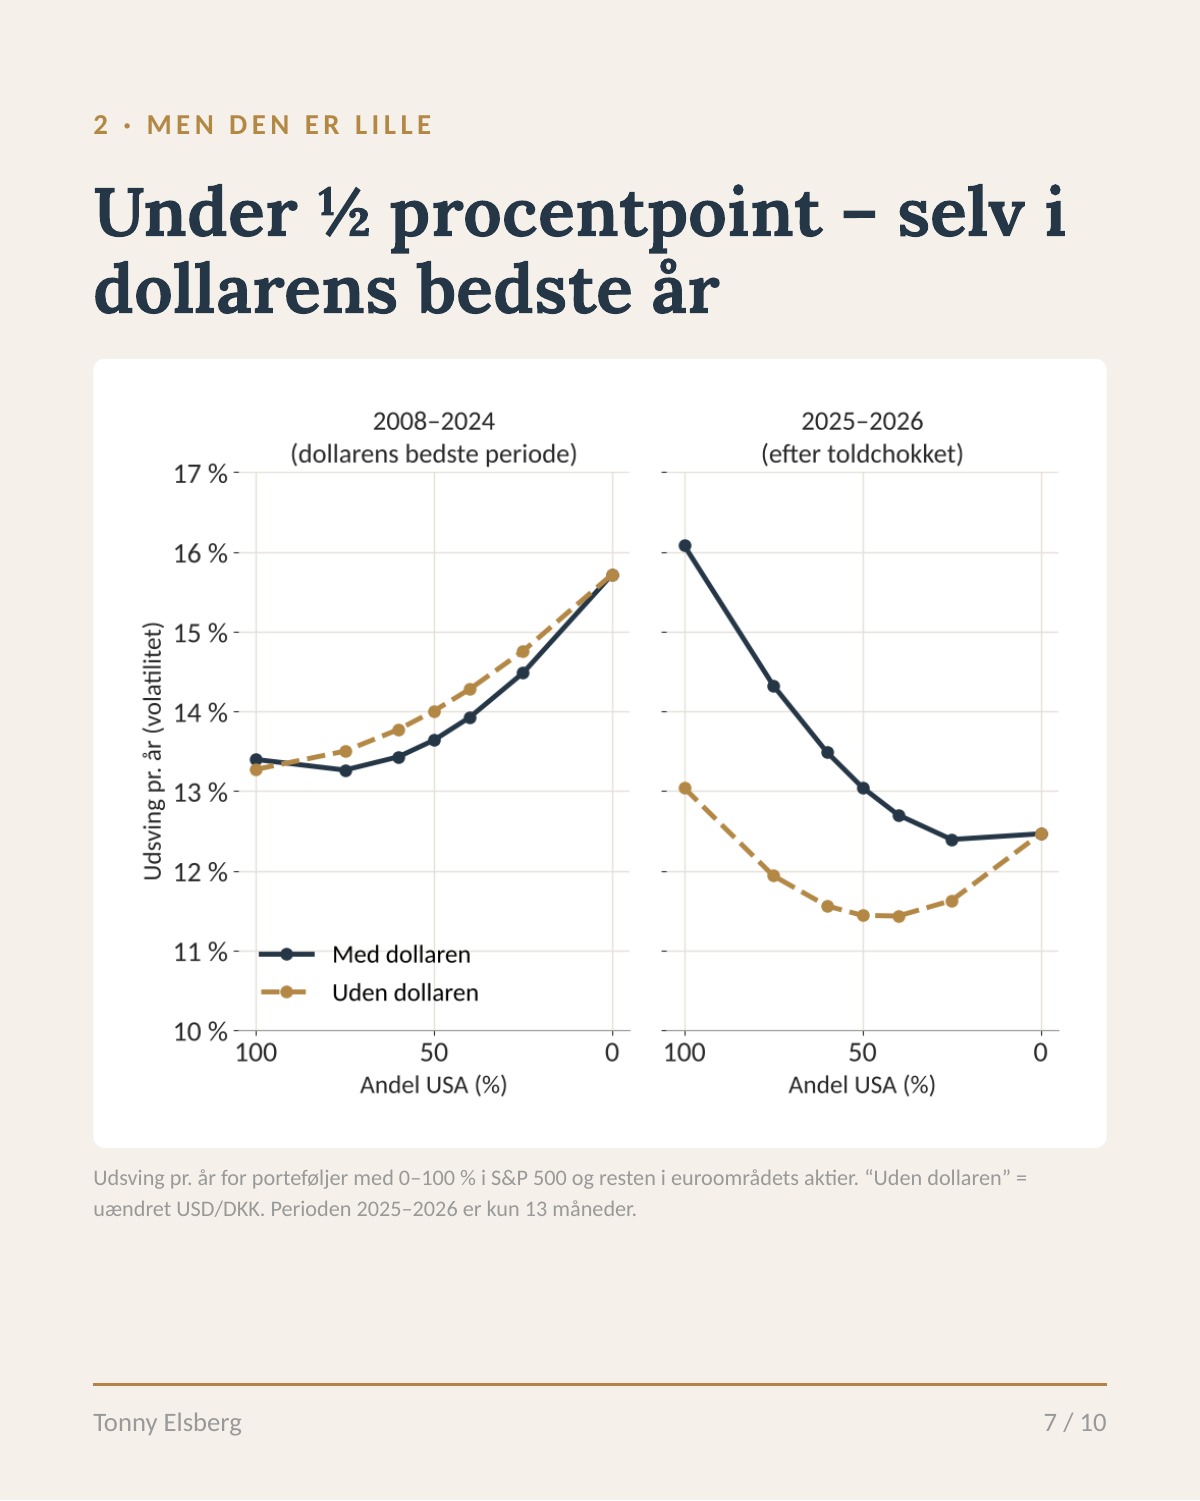 2 · MEN DEN ER LILLE
Under ½ procentpoint – selv i
dollarens bedste år
2008–2024
(dollarens bedste periode)
2025–2026
(efter toldchokket)
17 %
16 %
15 %
14 %
13 %
12 %
11 %
10 %
Udsving pr. år (volatilitet)
Med dollaren
Uden dollaren
100 50 0
100 50 0
Andel USA (%)
Andel USA (%)
Udsving pr. år for porteføljer med 0–100 % i S&P 500 og resten i euroområdets aktier. “Uden dollaren” =
uændret USD/DKK. Perioden 2025–2026 er kun 13 måneder.
Tonny Elsberg
7 / 10